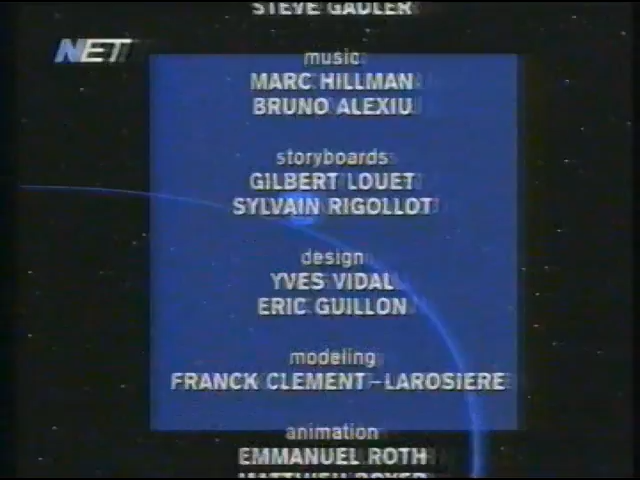 STEVE GADLER
NET
music
MARC HILLMAN
BRUNO ALEXIU
storyboards
GILBERT LOUET
SYLVAIN RIGOLLOT
design
YVES VIDAL
ERIC GUILLON
modeling
FRANCK CLEMENT-LAROSIERE
animation
EMMANUEL ROTH